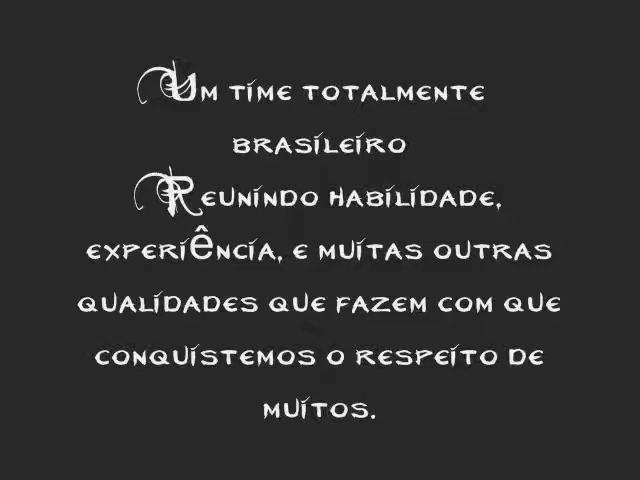 Um time totalmente
brasileiro
Reunindo habilidade,
experiência, e muitas outras
qualidades que fazem com que
conquistemos o respeito de
muitos.